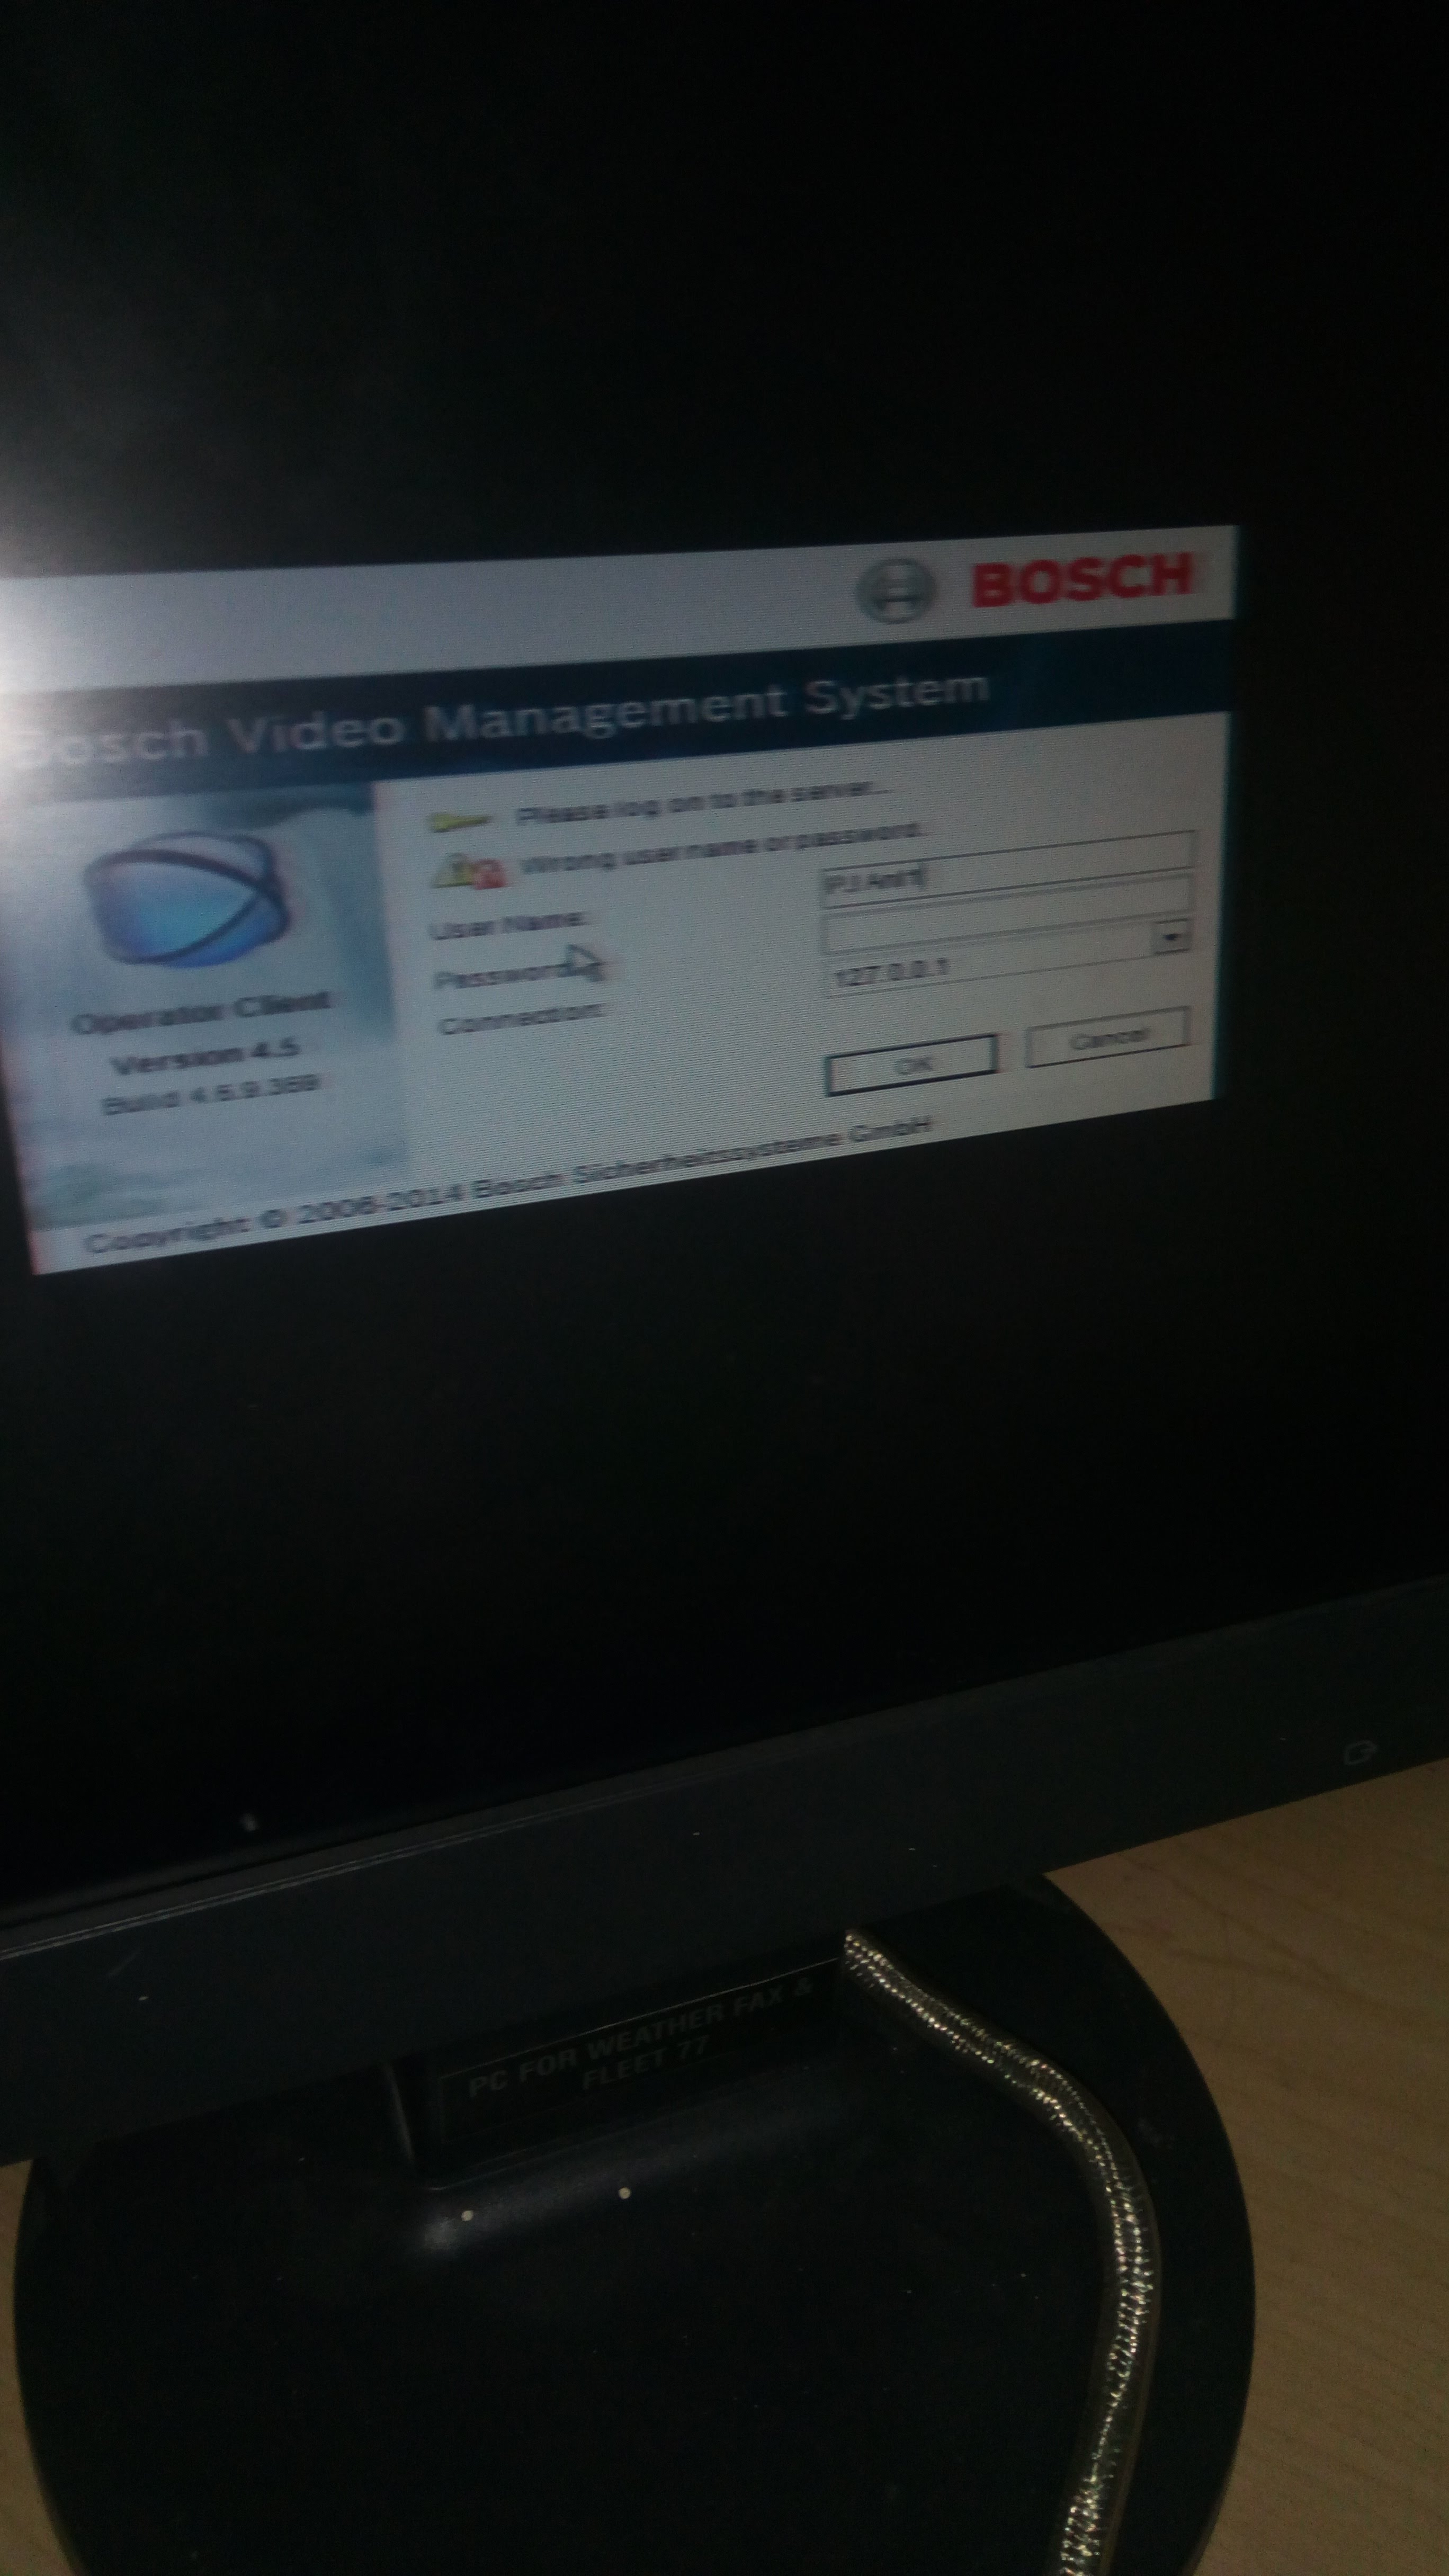 BOSCH
Bosch Video Management System
Please log on to the server...
Wrong user name or password.
User Name:
Password:
Connection:
127.0.0.1
OK
Cancel
Operator Client
Version 4.5
Build
Copyright © 2006-2014 Bosch Sicherheitssysteme GmbH
PC FOR WEATHER FAX &
FLEET 77